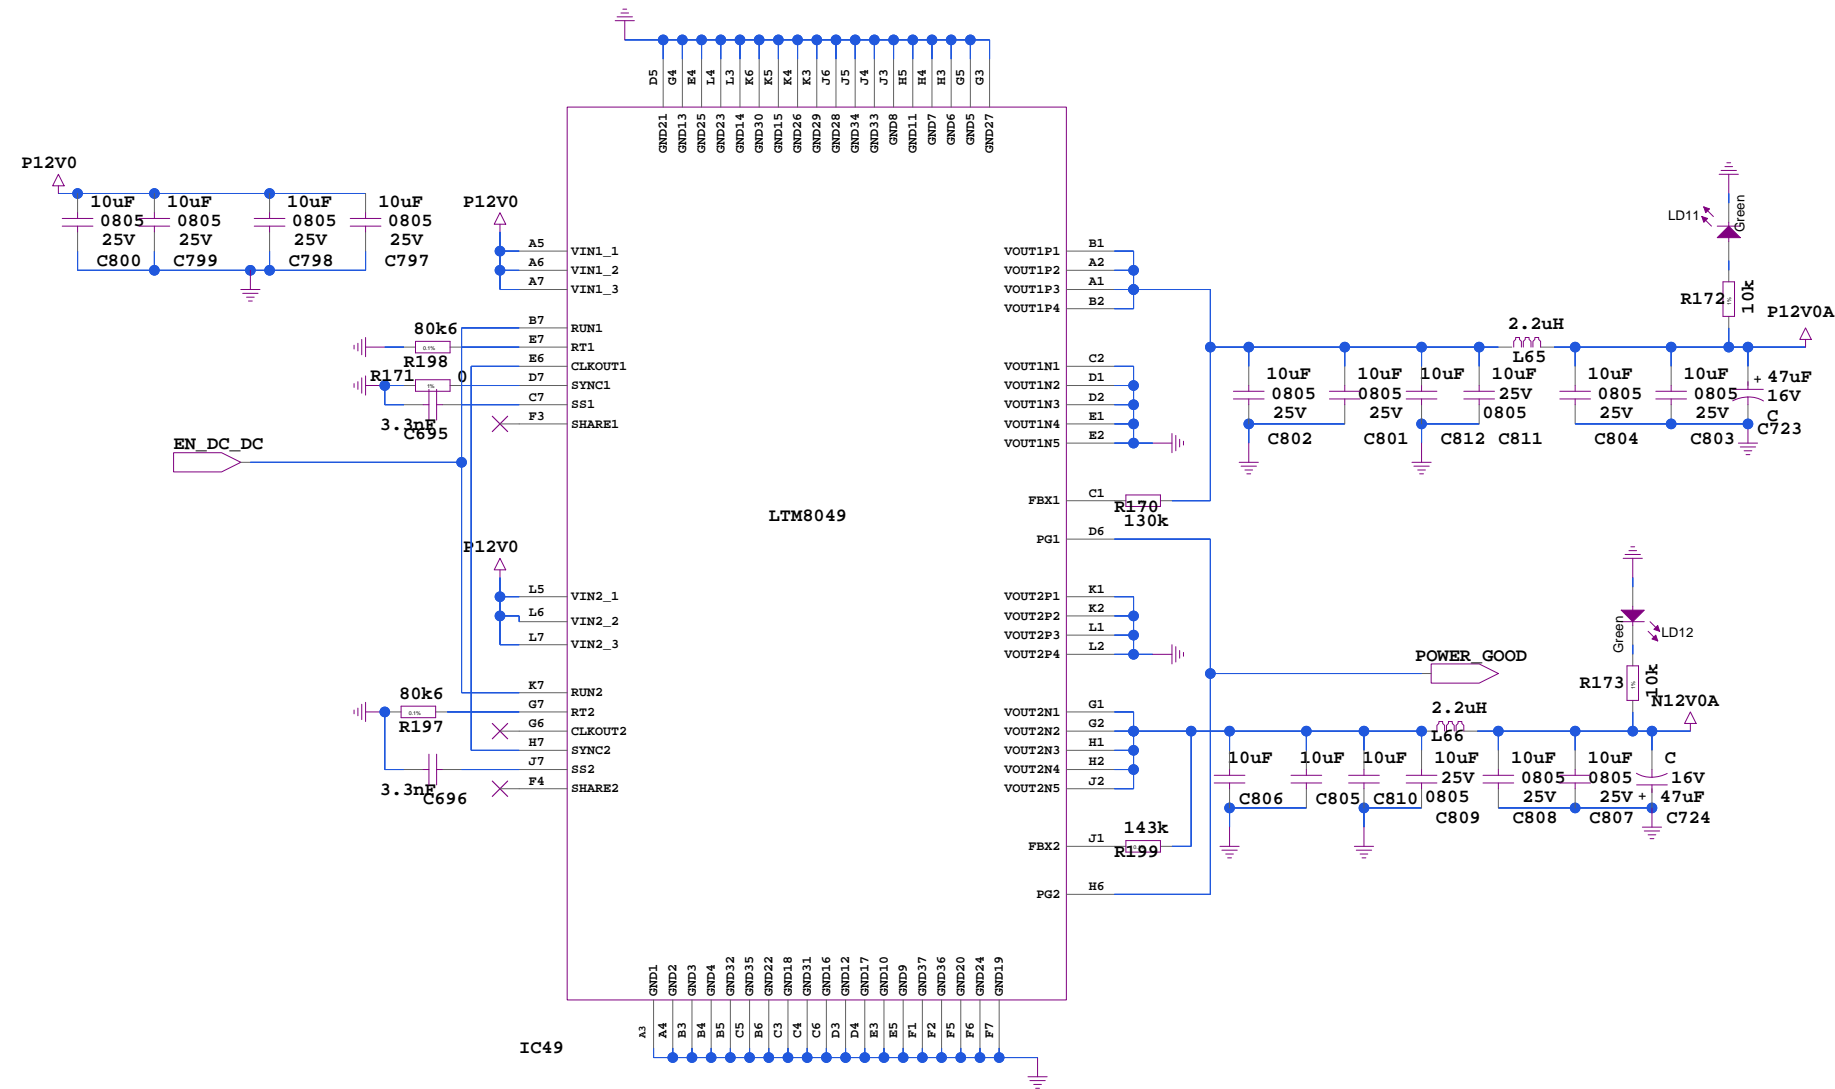 D5 G4 E4 L4 L3 K6 K5 K4 K3 J6 J5 J4 J3 H5 H4 H3 G5 G3
GND21 GND13 GND25 GND23 GND14 GND30 GND15 GND26 GND29 GND28 GND34 GND33 GND8 GND11 GND7 GND6 GND5 GND27
P12V0
10uF 10uF 10uF 10uF
0805 0805 0805 0805
25V 25V 25V 25V
C800 C799 C798 C797
P12V0
A5 VIN1_1
A6 VIN1_2
A7 VIN1_3
B7 RUN1
80k6
0.1%
R198
E7 RT1
E6 CLKOUT1
R171 0
1%
D7 SYNC1
C7 SS1
3.3nF
C695
F3 SHARE1
EN_DC_DC
LTM8049
P12V0
L5 VIN2_1
L6 VIN2_2
L7 VIN2_3
K7 RUN2
80k6
0.1%
R197
G7 RT2
G6 CLKOUT2
H7 SYNC2
J7 SS2
3.3nF
C696
F4 SHARE2
VOUT1P1 B1
VOUT1P2 A2
VOUT1P3 A1
VOUT1P4 B2
VOUT1N1 C2
VOUT1N2 D1
VOUT1N3 D2
VOUT1N4 E1
VOUT1N5 E2
FBX1 C1
R170
130k
PG1 D6
VOUT2P1 K1
VOUT2P2 K2
VOUT2P3 L1
VOUT2P4 L2
VOUT2N1 G1
VOUT2N2 G2
VOUT2N3 H1
VOUT2N4 H2
VOUT2N5 J2
143k
FBX2 J1
R199
PG2 H6
LD11
Green
R172
1%
10k
P12V0A
2.2uH
L65
10uF 10uF 10uF 10uF 10uF 10uF + 47uF
0805 0805 25V 0805 0805 16V
25V 25V 0805 25V 25V C
C802 C801 C812 C811 C804 C803 C723
Green
LD12
POWER_GOOD
R173
1%
10k
N12V0A
2.2uH
L66
10uF 10uF 10uF 10uF 10uF 10uF C
25V 0805 0805 16V
C806 C805 C810 0805 25V 25V + 47uF
C809 C808 C807 C724
GND1 GND2 GND3 GND4 GND32 GND35 GND22 GND18 GND31 GND16 GND12 GND17 GND10 GND9 GND37 GND36 GND20 GND24 GND19
A3 A4 B3 B4 B5 C5 B6 C3 C4 C6 D3 D4 E3 E5 F1 F2 F5 F6 F7
IC49